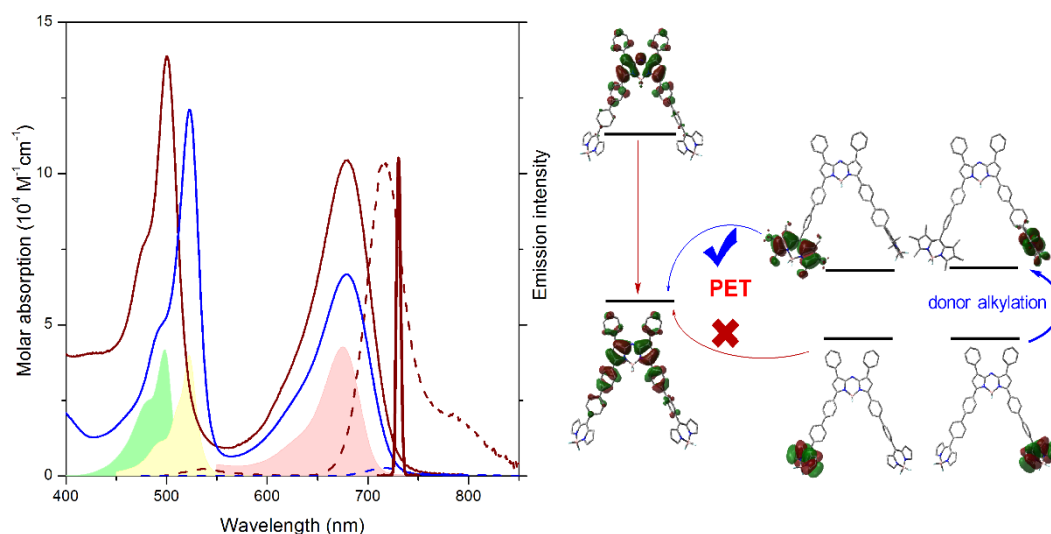 15
10
5
0
Molar absorption (10⁴ M⁻¹cm⁻¹)
400
500
600
700
800
Wavelength (nm)
Emission intensity
PET
donor alkylation